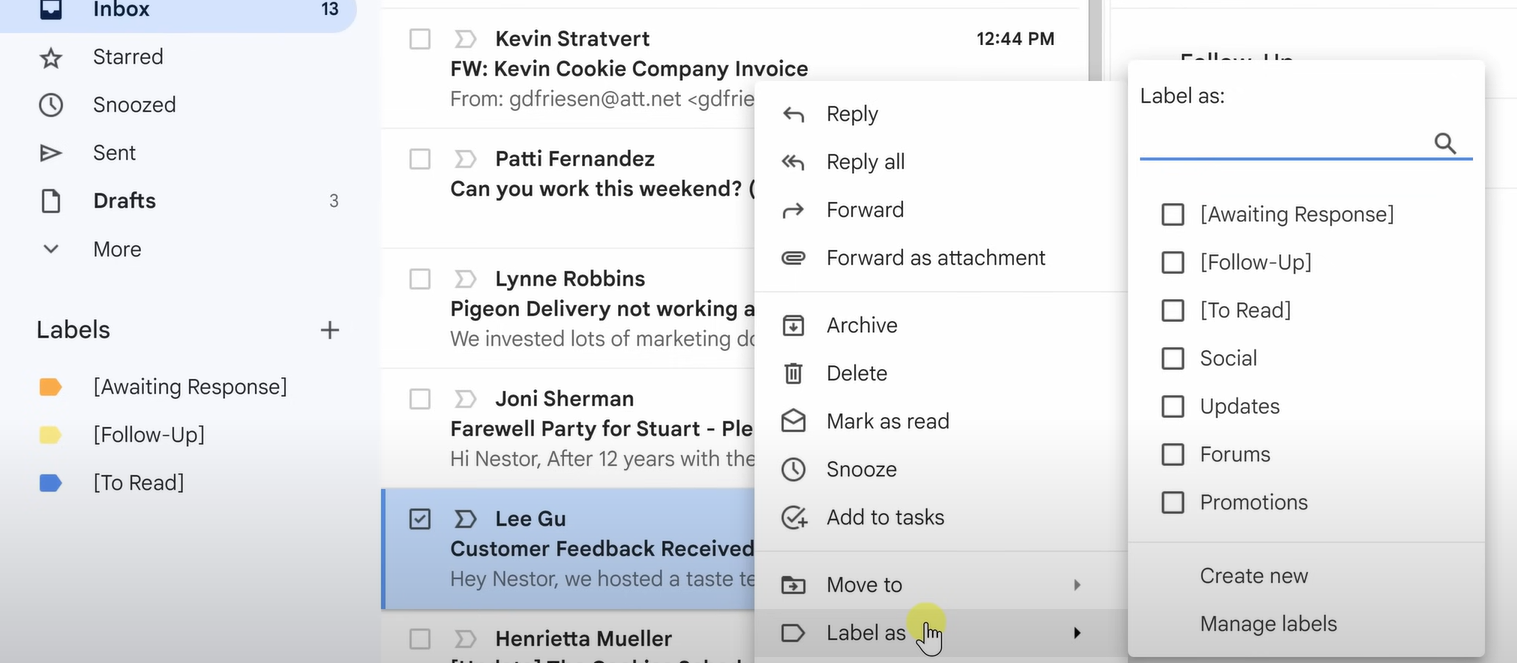 Inbox 13
Starred
Snoozed
Sent
Drafts 3
More
Labels
[Awaiting Response]
[Follow-Up]
[To Read]
Kevin Stratvert 12:44 PM
FW: Kevin Cookie Company Invoice
From: gdfriesen@att.net <gdfrie
Patti Fernandez
Can you work this weekend? (
Lynne Robbins
Pigeon Delivery not working a
We invested lots of marketing do
Joni Sherman
Farewell Party for Stuart - Ple
Hi Nestor, After 12 years with the
Lee Gu
Customer Feedback Received
Hey Nestor, we hosted a taste te
Henrietta Mueller
Reply
Reply all
Forward
Forward as attachment
Archive
Delete
Mark as read
Snooze
Add to tasks
Move to
Label as
Follow-Up
Label as:
[Awaiting Response]
[Follow-Up]
[To Read]
Social
Updates
Forums
Promotions
Create new
Manage labels